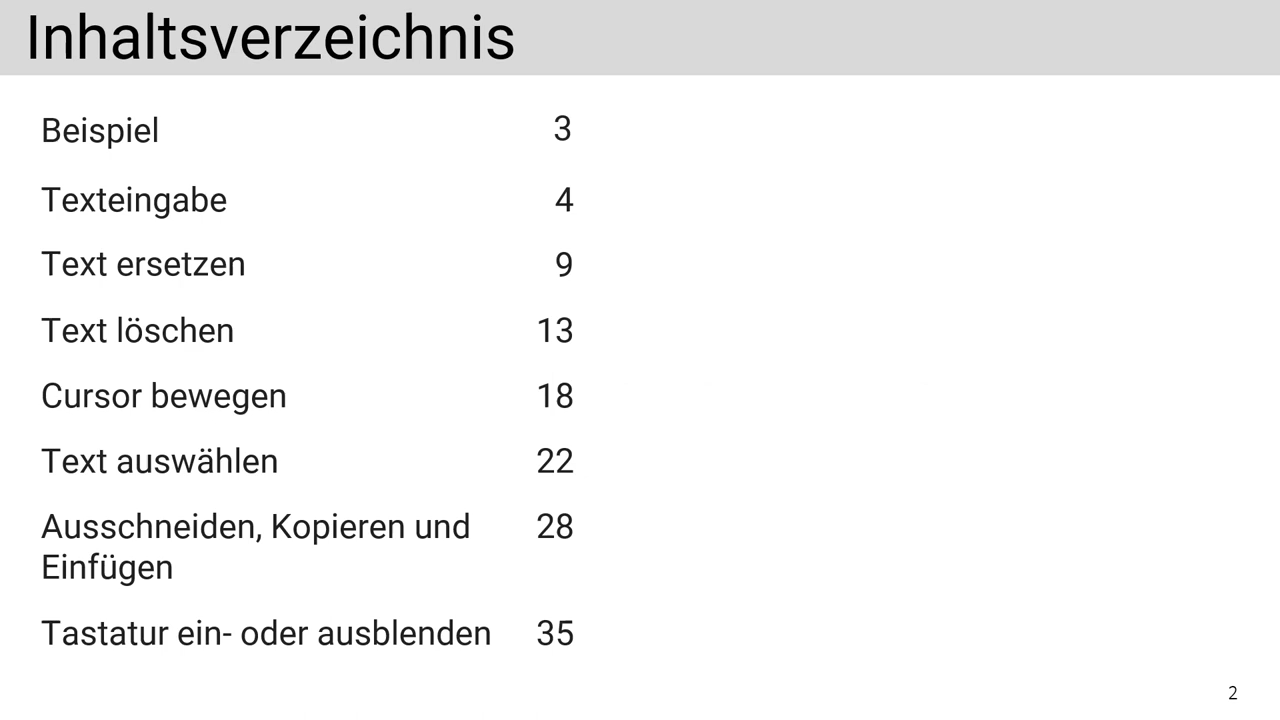 Inhaltsverzeichnis
Beispiel 3
Texteingabe 4
Text ersetzen 9
Text löschen 13
Cursor bewegen 18
Text auswählen 22
Ausschneiden, Kopieren und 28
Einfügen
Tastatur ein- oder ausblenden 35
2